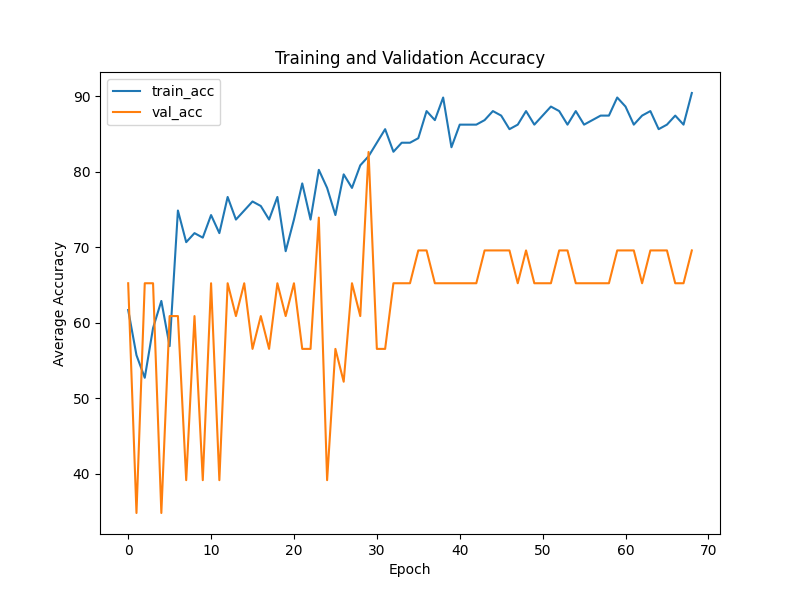 Training and Validation Accuracy
train_acc
val_acc
Average Accuracy
90
80
70
60
50
40
0 10 20 30 40 50 60 70
Epoch